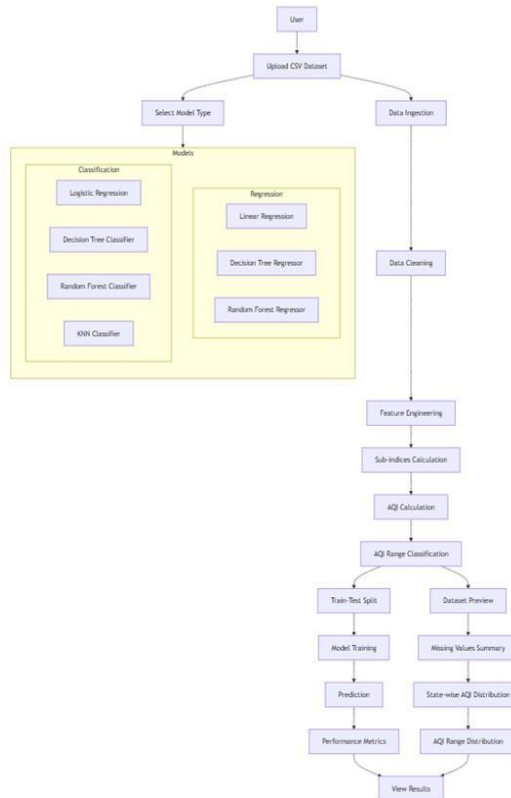 User
Upload CSV Dataset
Select Model Type
Data Ingestion
Models
Classification
Logistic Regression
Decision Tree Classifier
Random Forest Classifier
KNN Classifier
Regression
Linear Regression
Decision Tree Regressor
Random Forest Regressor
Data Cleaning
Feature Engineering
Sub-indices Calculation
AQI Calculation
AQI Range Classification
Train-Test Split
Dataset Preview
Model Training
Missing Values Summary
Prediction
State-wise AQI Distribution
Performance Metrics
AQI Range Distribution
View Results